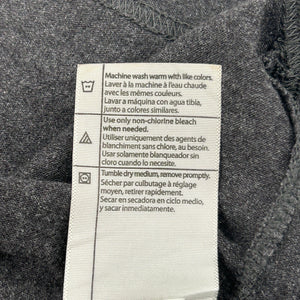 Machine wash warm with like colors.
Laver à la machine à l'eau chaude
avec les mêmes couleurs.
Lavar a máquina con agua tibia,
junto a colores similares.
Use only non-chlorine bleach
when needed.
Utiliser uniquement des agents de
blanchiment sans chlore, au besoin.
Usar solamente blanqueador sin
cloro cuando lo necesite.
Tumble dry medium, remove promptly.
Sécher par culbutage à réglage
moyen, retirer rapidement.
Secar en secadora en ciclo medio,
y sacar inmediatamente.